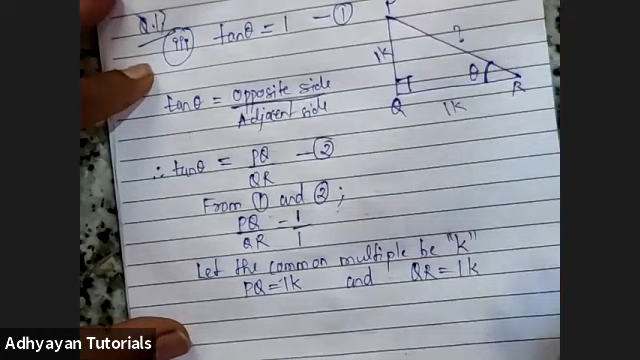 Q.1)
tanθ = 1 — ①
P
?
1K
θ
Q
R
1K
tanθ = Opposite side
Adjacent side
∴ tanθ = PQ — ②
QR
From ① and ② ;
PQ = 1
QR 1
Let the common multiple be "K"
PQ = 1K and QR = 1K
Adhyayan Tutorials